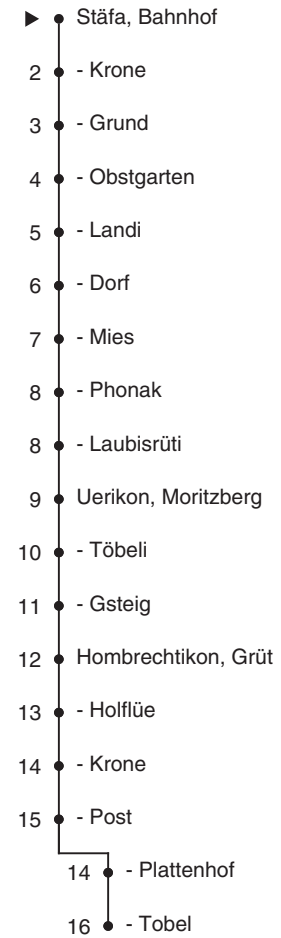 Stäfa, Bahnhof
2 - Krone
3 - Grund
4 - Obstgarten
5 - Landi
6 - Dorf
7 - Mies
8 - Phonak
8 - Laubisrüti
9 Uerikon, Moritzberg
10 - Töbeli
11 - Gsteig
12 Hombrechtikon, Grüt
13 - Holflüe
14 - Krone
15 - Post
14 - Plattenhof
16 - Tobel